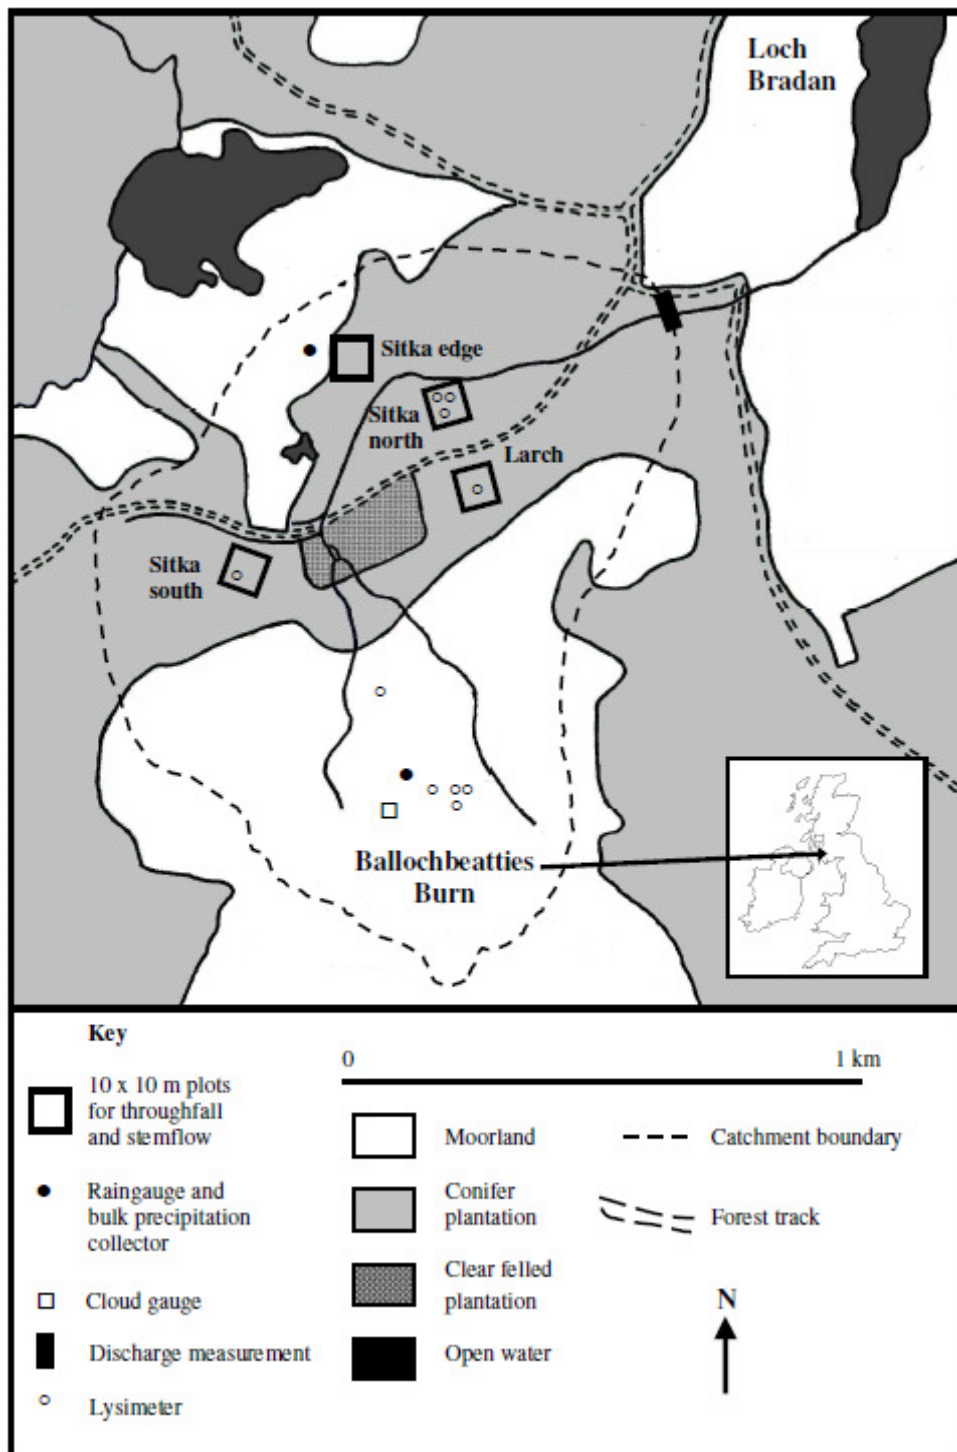 Loch
Bradan
Sitka edge
Sitka
north
Larch
Sitka
south
Ballochbeatties
Burn
Key
10 x 10 m plots
for throughfall
and stemflow
Raingauge and
bulk precipitation
collector
Cloud gauge
Discharge measurement
Lysimeter
0
1 km
Moorland
Conifer
plantation
Clear felled
plantation
Open water
Catchment boundary
Forest track
N